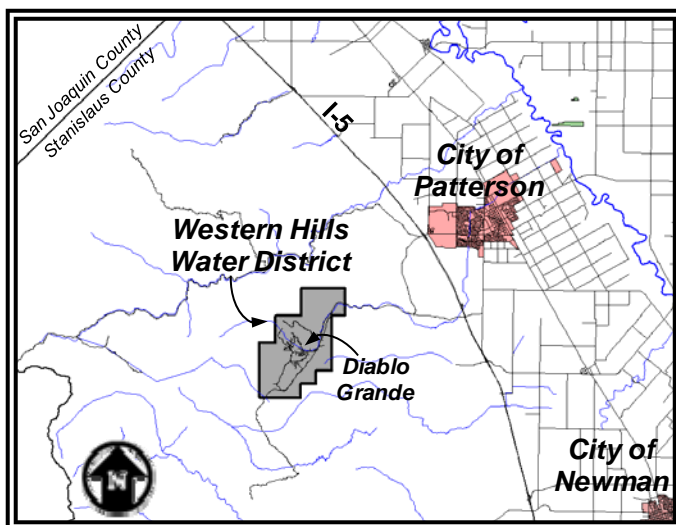 San Joaquin County
Stanislaus County
I-5
City of
Patterson
Western Hills
Water District
Diablo
Grande
City of
Newman
N